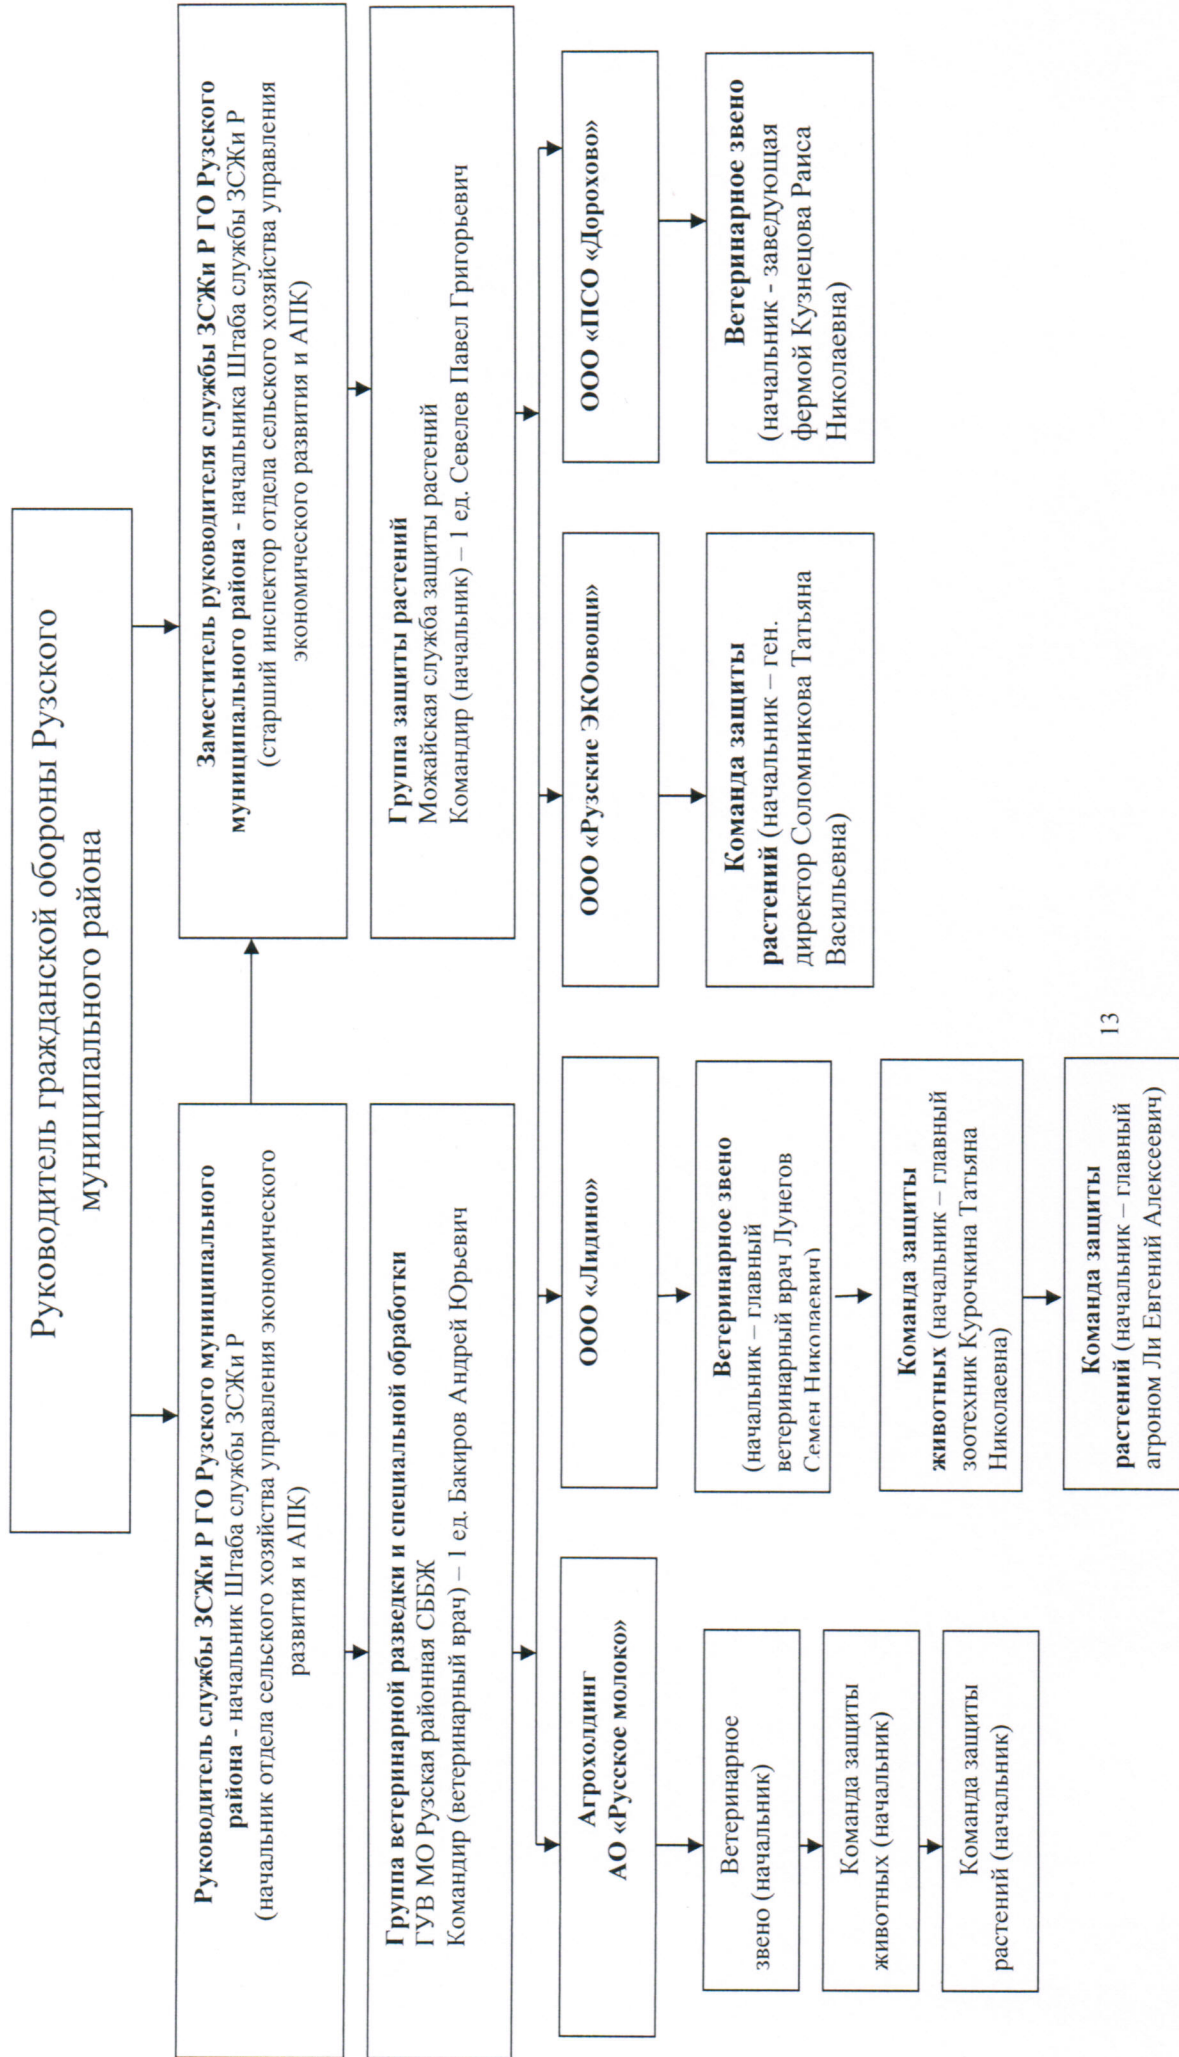 Руководитель гражданской обороны Рузского
муниципального района
Руководитель службы ЗСЖи Р ГО Рузского муниципального
района - начальник Штаба службы ЗСЖи Р
(начальник отдела сельского хозяйства управления экономического
развития и АПК)
Заместитель руководителя службы ЗСЖи Р ГО Рузского
муниципального район - начальника Штаба службы ЗСЖи Р
(старший инспектор отдела сельского хозяйства управления
экономического развития и АПК)
Группа ветеринарной разведки и специальной обработки
ГУВ МО Рузская районная СББЖ
Командир (ветеринарный врач) – 1 ед. Бакиров Андрей Юрьевич
Группа защиты растений
Можайская служба защиты растений
Командир (начальник) – 1 ед. Севелев Павел Григорьевич
Агрохолдинг
АО «Русское молоко»
ООО «Лидино»
ООО «Рузские ЭКОовощи»
ООО «ПСО «Дорохово»
Ветеринарное
звено (начальник)
Команда защиты
животных (начальник)
Команда защиты
растений (начальник)
Ветеринарное звено
(начальник – главный
ветеринарный врач Лунегов
Семен Николаевич)
Команда защиты
животных (начальник – главный
зоотехник Курочкина Татьяна
Николаевна)
Команда защиты
растений (начальник – главный
агроном Ли Евгений Алексеевич)
Команда защиты
растений (начальник – ген.
директор Соломникова Татьяна
Васильевна)
Ветеринарное звено
(начальник - заведующая
фермой Кузнецова Раиса
Николаевна)
13